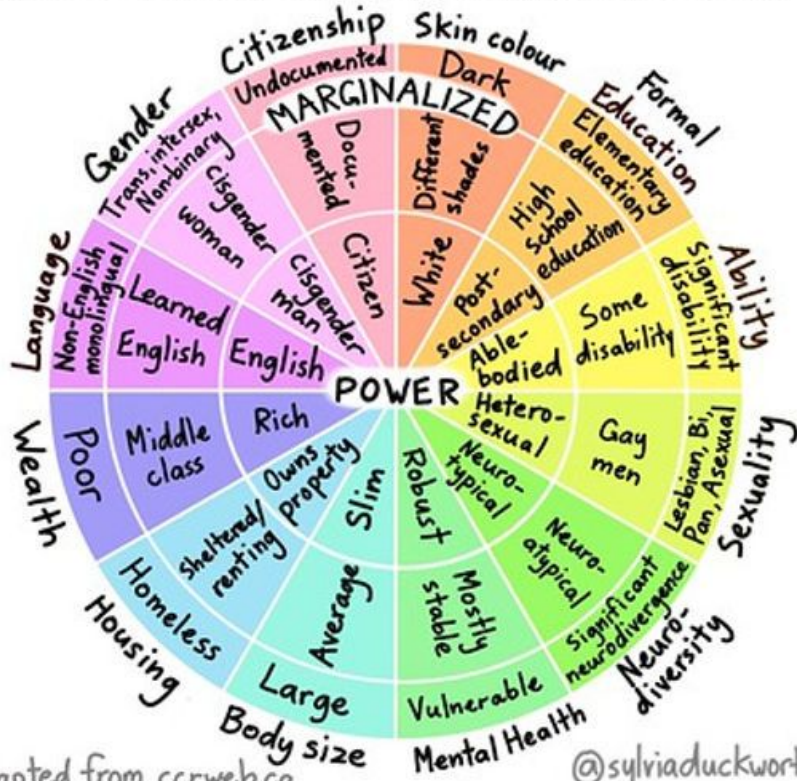 Citizenship
Undocumented
Docu-
mented
Citizen
Skin colour
Dark
Different
shades
White
Formal
Education
Elementary
education
High
School
education
Post-
secondary
Ability
Significant
disability
Some
disability
Able-
bodied
Sexuality
Lesbian, Bi,
Pan, Asexual
Gay
men
Hetero-
sexual
Neuro-
diversity
Significant
neurodivergence
Neuro-
atypical
Neuro-
typical
Mental Health
Vulnerable
Mostly
stable
Robust
Body size
Large
Average
Slim
Housing
Homeless
Sheltered/
renting
Owns
property
Wealth
Poor
Middle
class
Rich
Language
Non-English
monolingual
Learned
English
English
Gender
Trans, intersex,
Nonbinary
cisgender
woman
cisgender
man
MARGINALIZED
POWER
from ccrweb.ca
@sylviaduckwort